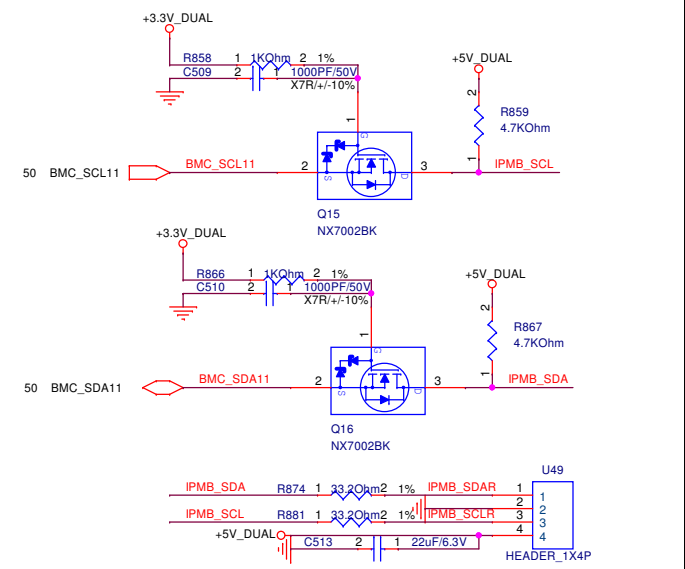 +3.3V_DUAL
R858 1 1KOhm 2 1%
C509 2 1 1000PF/50V
X7R/+/-10%
+5V_DUAL
2
R859
4.7KOhm
1
1
G
50 BMC_SCL11 BMC_SCL11 2 3 IPMB_SCL
S D
Q15
NX7002BK
+3.3V_DUAL
R866 1 1KOhm 2 1%
C510 2 1 1000PF/50V
X7R/+/-10%
+5V_DUAL
2
R867
4.7KOhm
1
1
G
50 BMC_SDA11 BMC_SDA11 2 3 IPMB_SDA
S D
Q16
NX7002BK
U49
IPMB_SDA R874 1 33.2Ohm 2 1% IPMB_SDAR 1 1
2 2
IPMB_SCL R881 1 33.2Ohm 2 1% IPMB_SCLR 3 3
+5V_DUAL 4 4
C513 2 1 22uF/6.3V
HEADER_1X4P